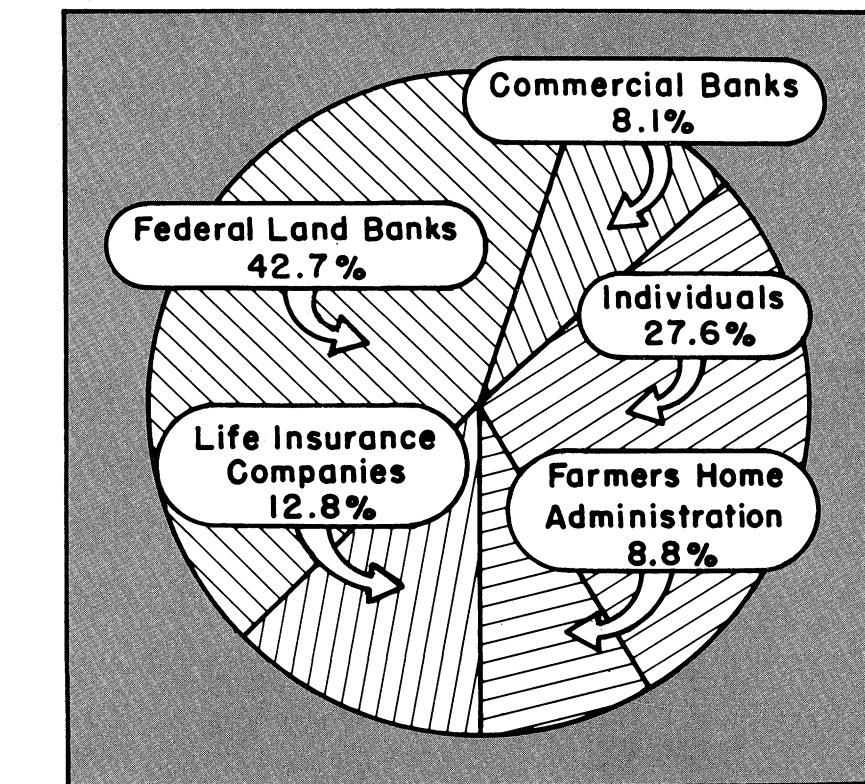 Commercial Banks
8.1%
Federal Land Banks
42.7%
Individuals
27.6%
Life Insurance
Companies
12.8%
Farmers Home
Administration
8.8%